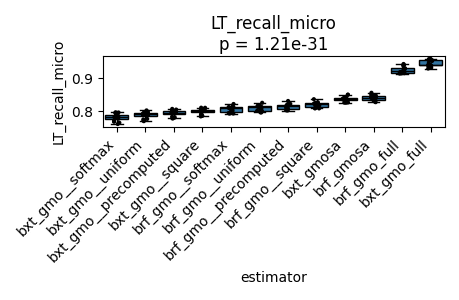 LT_recall_micro
p = 1.21e-31
LT_recall_micro
0.9
0.8
bxt_gmo__softmax
bxt_gmo__uniform
bxt_gmo__precomputed
bxt_gmo__square
brf_gmo__softmax
brf_gmo__uniform
brf_gmo__precomputed
brf_gmo__square
bxt_gmosa
brf_gmosa
brf_gmo_full
bxt_gmo_full
estimator